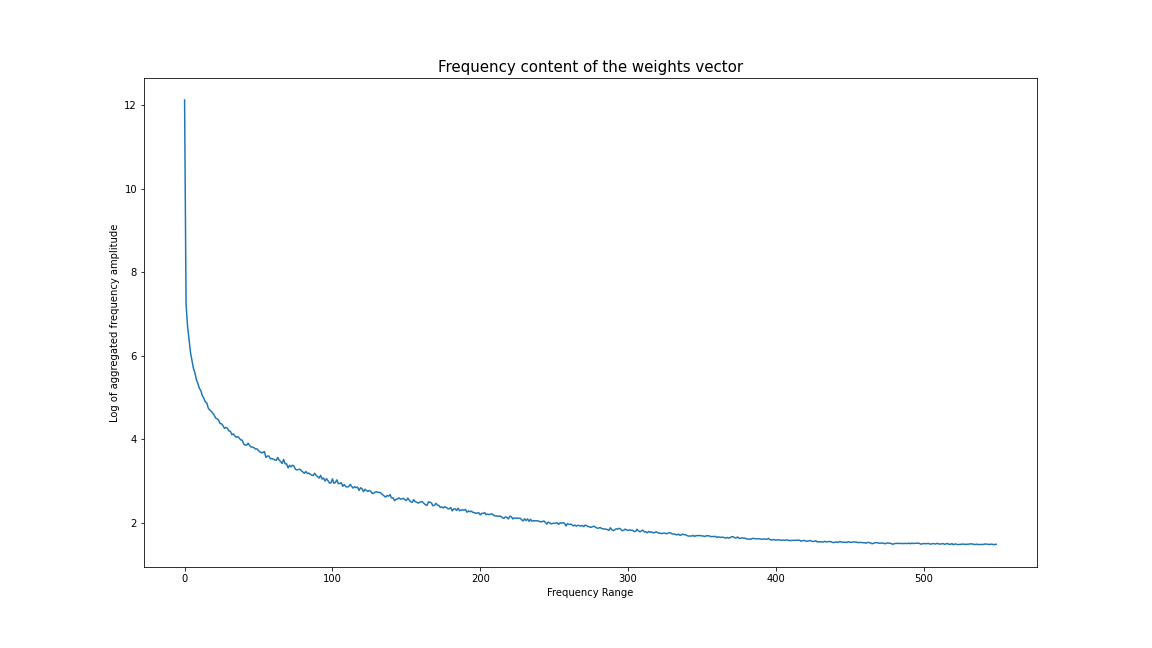 Frequency content of the weights vector
12
10
8
6
4
2
Log of aggregated frequency amplitude
0 100 200 300 400 500
Frequency Range